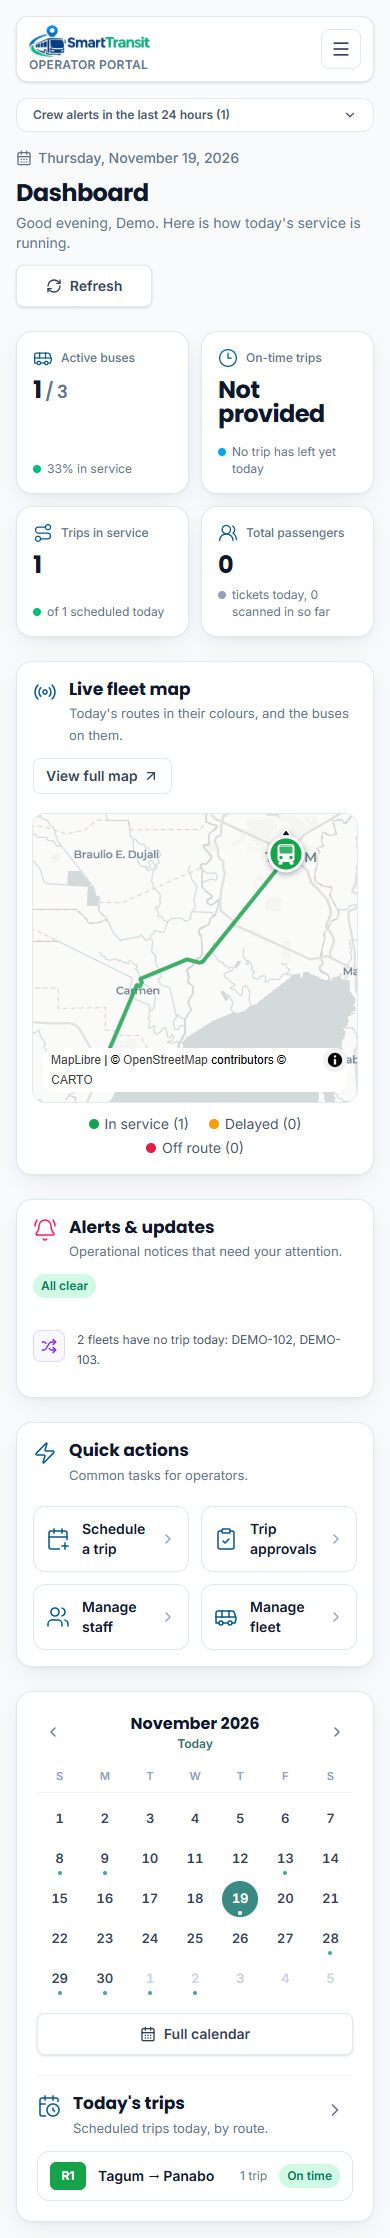 SmartTransit
OPERATOR PORTAL
Crew alerts in the last 24 hours (1)
Thursday, November 19, 2026
Dashboard
Good evening, Demo. Here is how today's service is
running.
Refresh
Active buses
1 / 3
33% in service
On-time trips
Not
provided
No trip has left yet
today
Trips in service
1
of 1 scheduled today
Total passengers
0
tickets today, 0
scanned in so far
Live fleet map
Today's routes in their colours, and the buses
on them.
View full map
Braulio E. Dujali
Carmen
MapLibre | © OpenStreetMap contributors ©
CARTO
In service (1)
Delayed (0)
Off route (0)
Alerts & updates
Operational notices that need your attention.
All clear
2 fleets have no trip today: DEMO-102, DEMO-
103.
Quick actions
Common tasks for operators.
Schedule
a trip
Trip
approvals
Manage
staff
Manage
fleet
November 2026
Today
S M T W T F S
1 2 3 4 5 6 7
8 9 10 11 12 13 14
15 16 17 18 19 20 21
22 23 24 25 26 27 28
29 30 1 2 3 4 5
Full calendar
Today's trips
Scheduled trips today, by route.
R1 Tagum → Panabo 1 trip On time